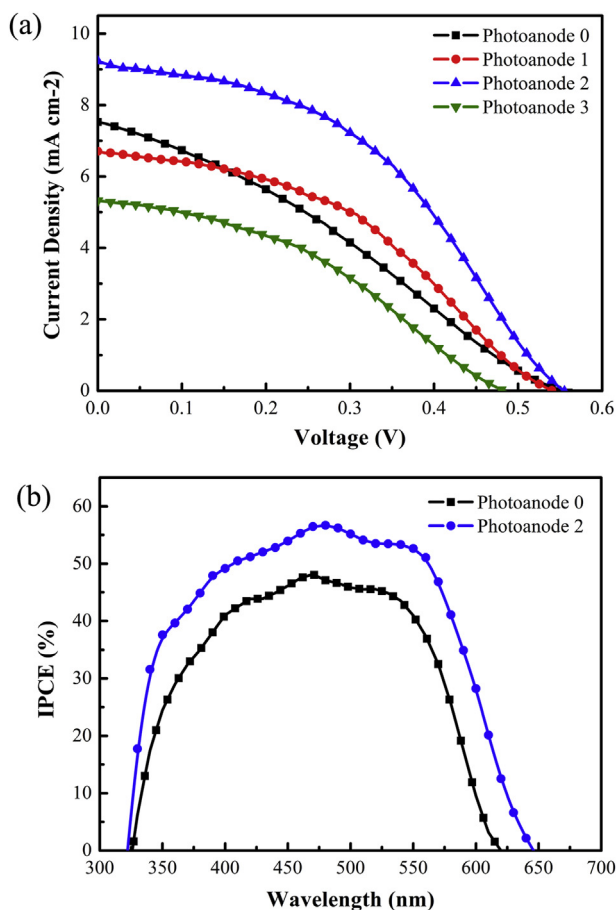 (a)
Photoanode 0
Photoanode 1
Photoanode 2
Photoanode 3
Current Density (mA cm-2)
10
8
6
4
2
0
0.0 0.1 0.2 0.3 0.4 0.5 0.6
Voltage (V)
(b)
Photoanode 0
Photoanode 2
IPCE (%)
60
50
40
30
20
10
0
300 350 400 450 500 550 600 650 700
Wavelength (nm)